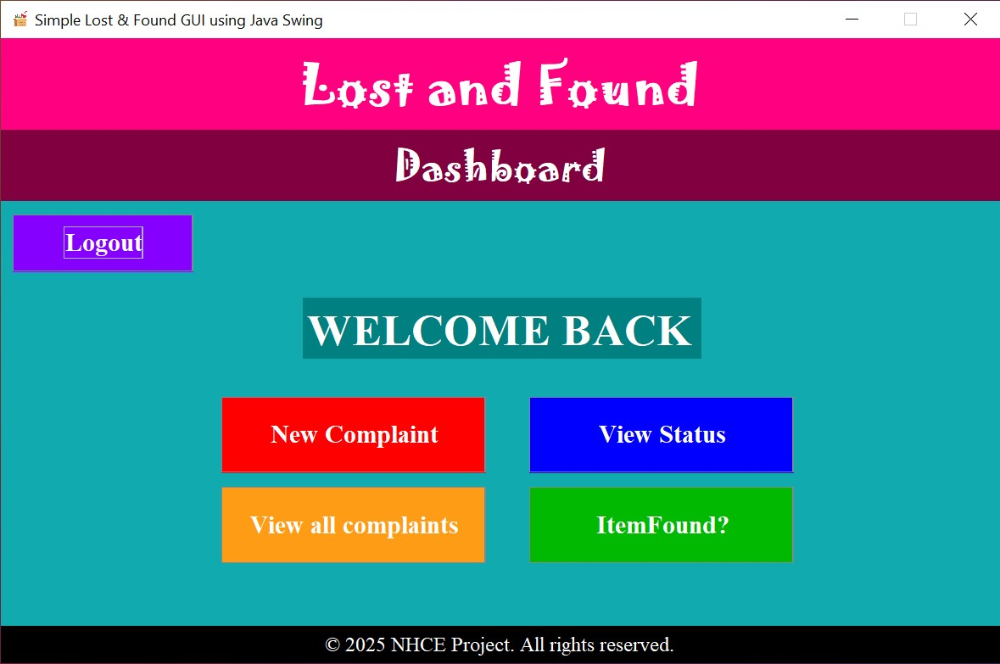 Simple Lost & Found GUI using Java Swing
Lost and Found
Dashboard
Logout
WELCOME BACK
New Complaint
View Status
View all complaints
ItemFound?
© 2025 NHCE Project. All rights reserved.